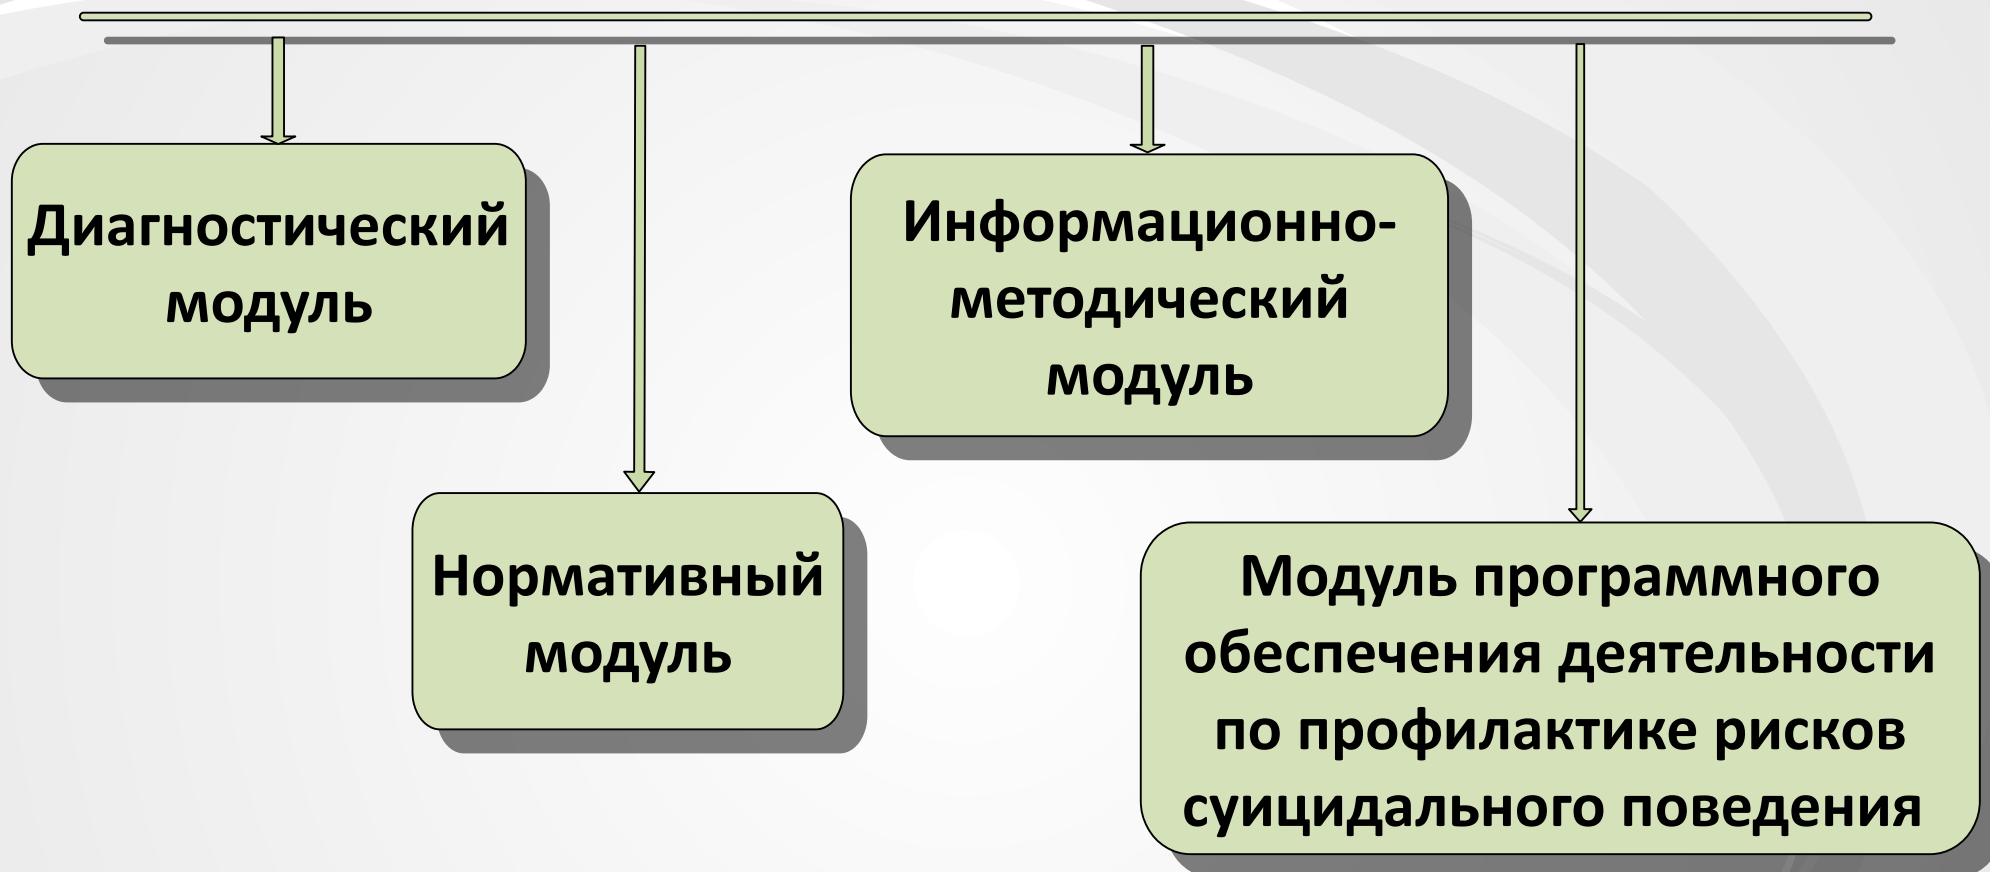 Диагностический
модуль
Нормативный
модуль
Информационно-
методический
модуль
Модуль программного
обеспечения деятельности
по профилактике рисков
суицидального поведения